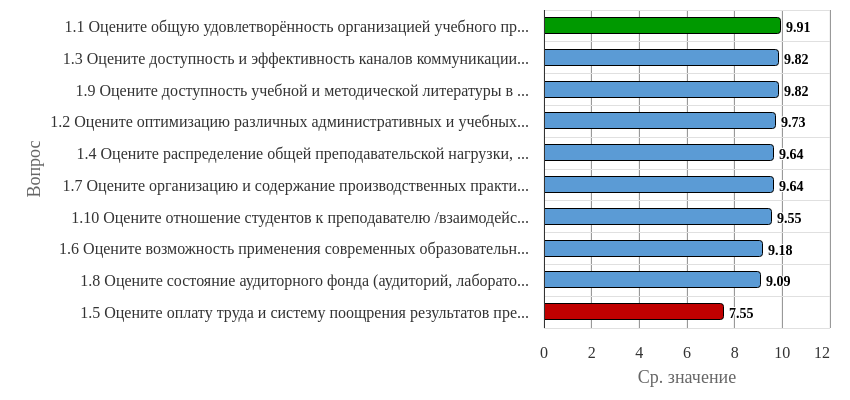 1.1 Оцените общую удовлетворённость организацией учебного пр... 9.91
1.3 Оцените доступность и эффективность каналов коммуникации... 9.82
1.9 Оцените доступность учебной и методической литературы в ... 9.82
1.2 Оцените оптимизацию различных административных и учебных... 9.73
1.4 Оцените распределение общей преподавательской нагрузки, ... 9.64
1.7 Оцените организацию и содержание производственных практи... 9.64
1.10 Оцените отношение студентов к преподавателю /взаимодейс... 9.55
1.6 Оцените возможность применения современных образовательн... 9.18
1.8 Оцените состояние аудиторного фонда (аудиторий, лаборато... 9.09
1.5 Оцените оплату труда и систему поощрения результатов пре... 7.55
Вопрос
0 2 4 6 8 10 12
Ср. значение